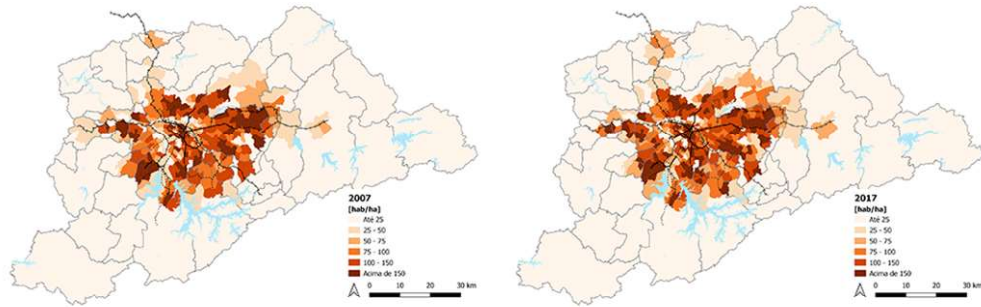 2007
[hab/ha]
Até 25
25 - 50
50 - 75
75 - 100
100 - 150
Acima de 150
0 10 20 30 km
2017
[hab/ha]
Até 25
25 - 50
50 - 75
75 - 100
100 - 150
Acima de 150
0 10 20 30 km